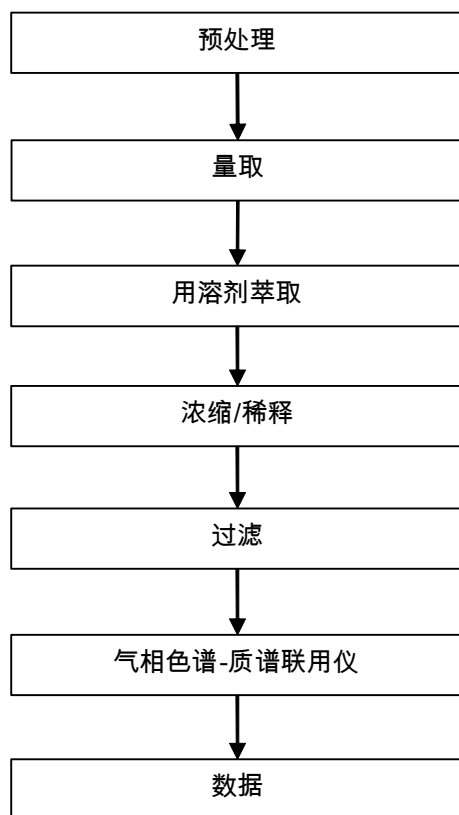 预处理
量取
用溶剂萃取
浓缩/稀释
过滤
气相色谱-质谱联用仪
数据